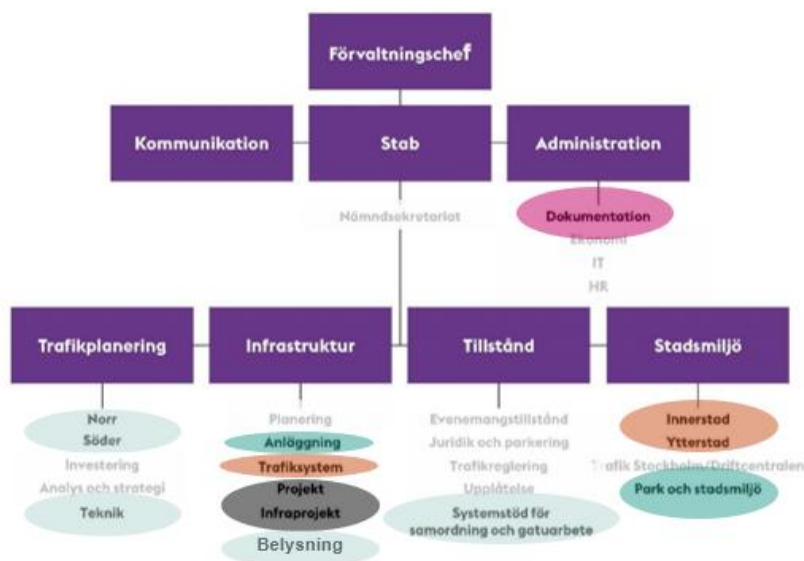 Förvaltningschef
Kommunikation
Stab
Administration
Nämndsekretariat
Dokumentation
Ekonomi
IT
HR
Trafikplanering
Infrastruktur
Tillstånd
Stadsmiljö
Norr
Söder
Investering
Analys och strategi
Teknik
Planering
Anläggning
Trafiksystem
Projekt
Infraprojekt
Belysning
Evenemangstillstånd
Juridik och parkering
Trafikreglering
Upplåtelse
Systemstöd för
samordning och gatuarbete
Innerstad
Ytterstad
Trafik Stockholm/Driftcentralen
Park och stadsmiljö